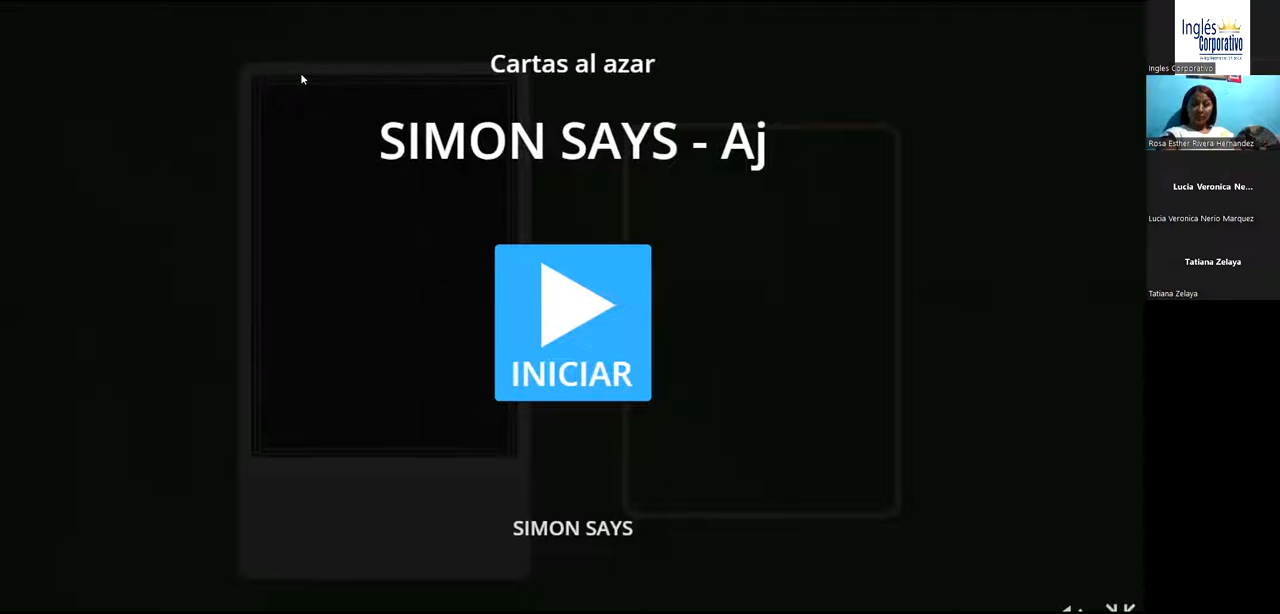 Cartas al azar
SIMON SAYS - Aj
INICIAR
SIMON SAYS
Inglés
Corporativo
Ingles Corporativo
Rosa Esther Rivera Hernandez
Lucia Veronica Ne...
Lucia Veronica Nerio Marquez
Tatiana Zelaya
Tatiana Zelaya